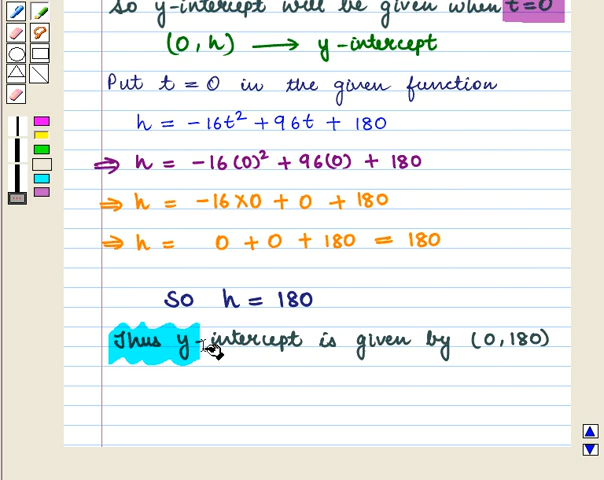 So y-intercept will be given when t=0
(0, h) ⟶ y-intercept
Put t = 0 in the given function
h = -16t² + 96t + 180
⇒ h = -16(0)² + 96(0) + 180
⇒ h = -16×0 + 0 + 180
⇒ h = 0 + 0 + 180 = 180
So h = 180
Thus y-intercept is given by (0,180)